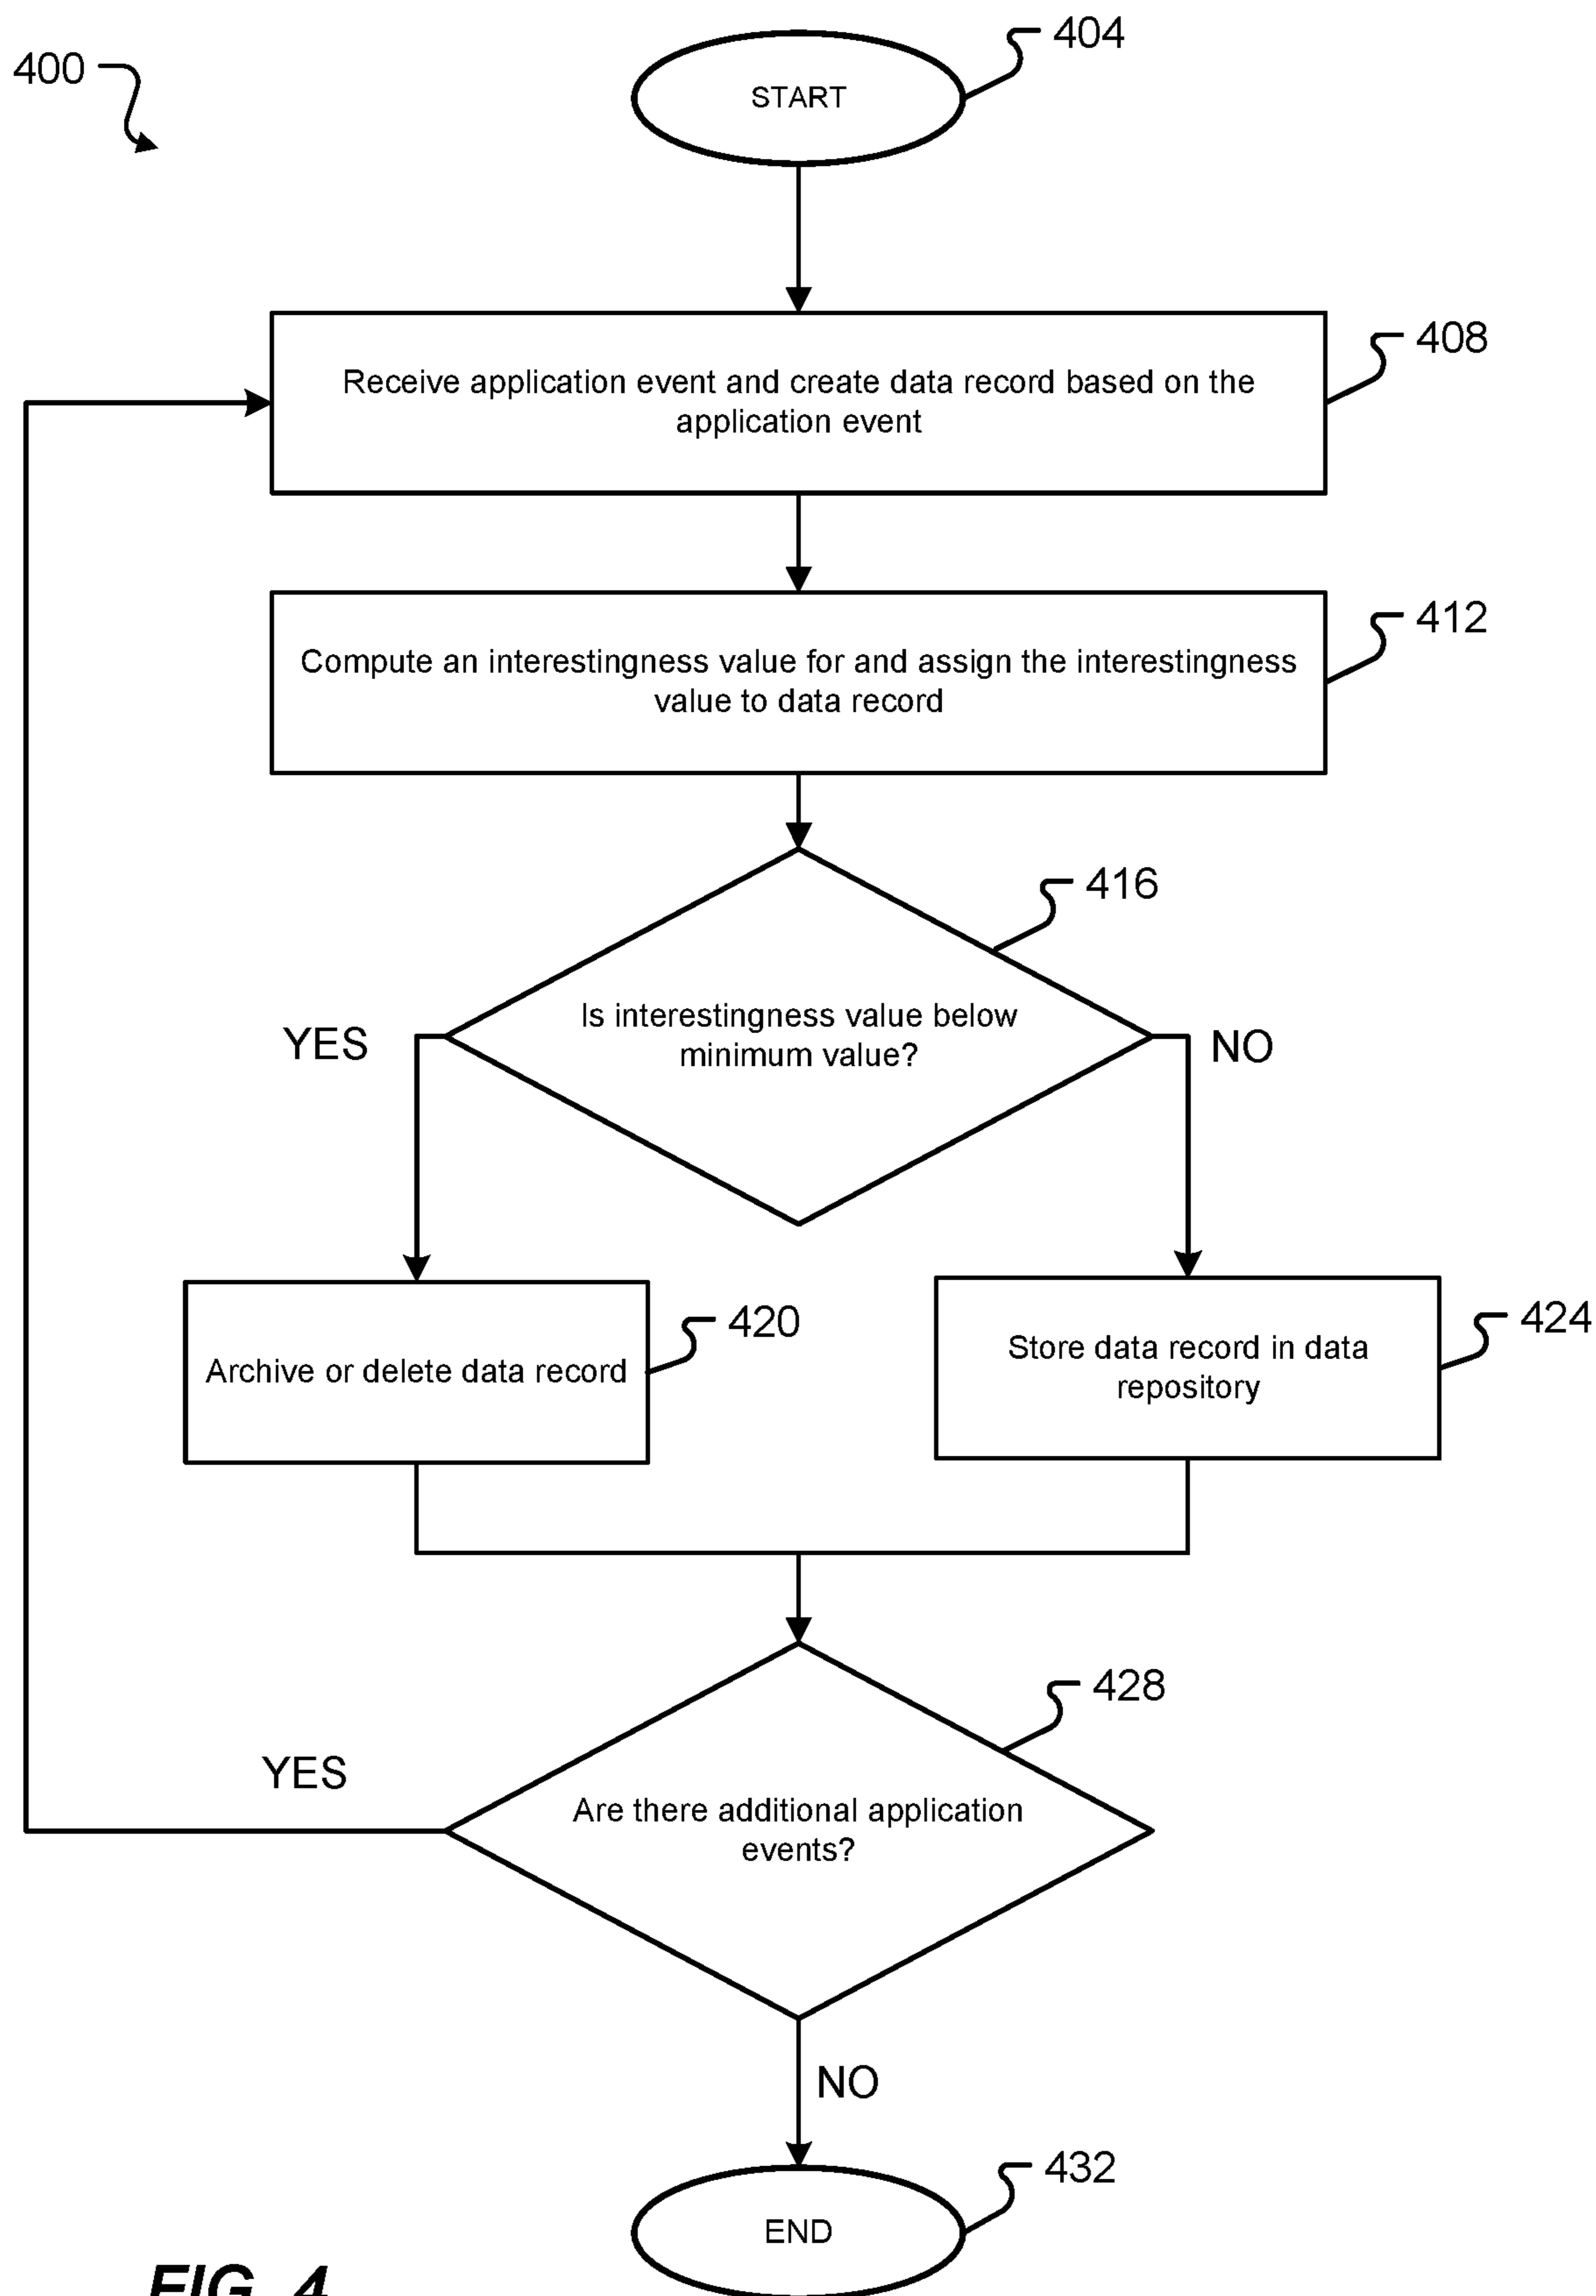 400
404
START
408
Receive application event and create data record based on the
application event
412
Compute an interestingness value for and assign the interestingness
value to data record
416
Is interestingness value below
minimum value?
YES
NO
420
Archive or delete data record
424
Store data record in data
repository
428
Are there additional application
events?
YES
NO
432
END
FIG. 4